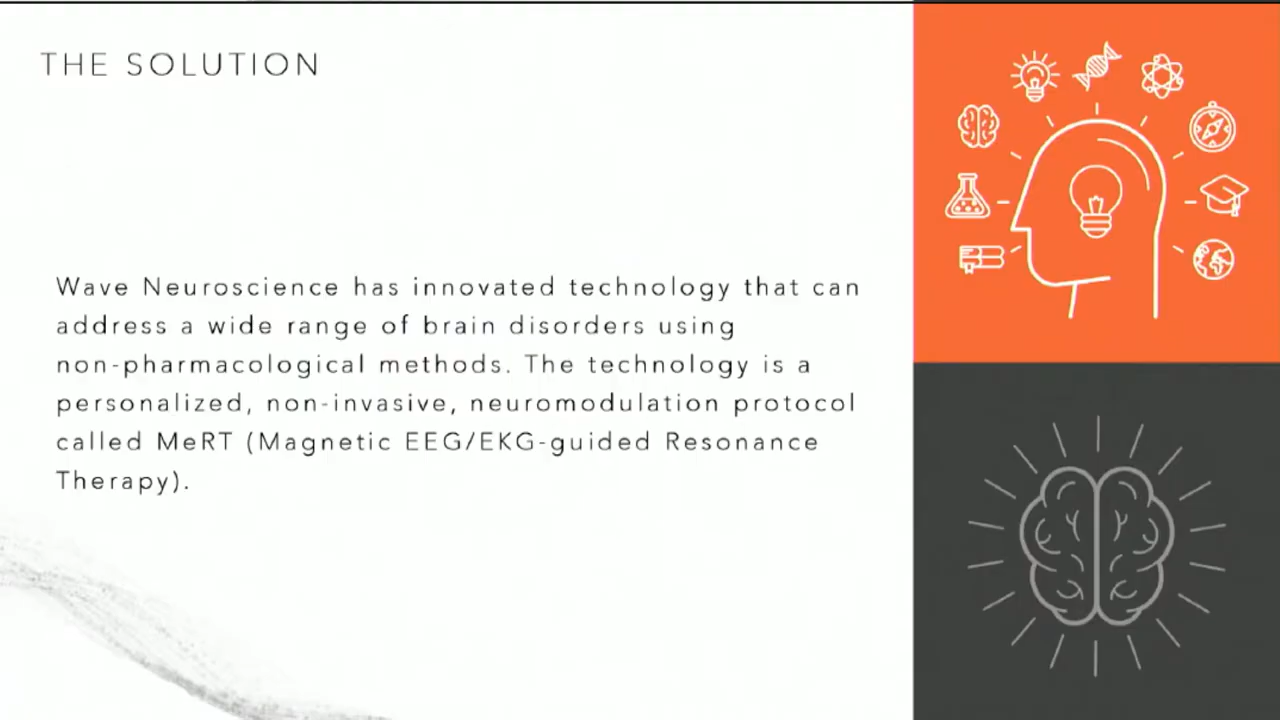 THE SOLUTION
Wave Neuroscience has innovated technology that can
address a wide range of brain disorders using
non-pharmacological methods. The technology is a
personalized, non-invasive, neuromodulation protocol
called MeRT (Magnetic EEG/EKG-guided Resonance
Therapy).